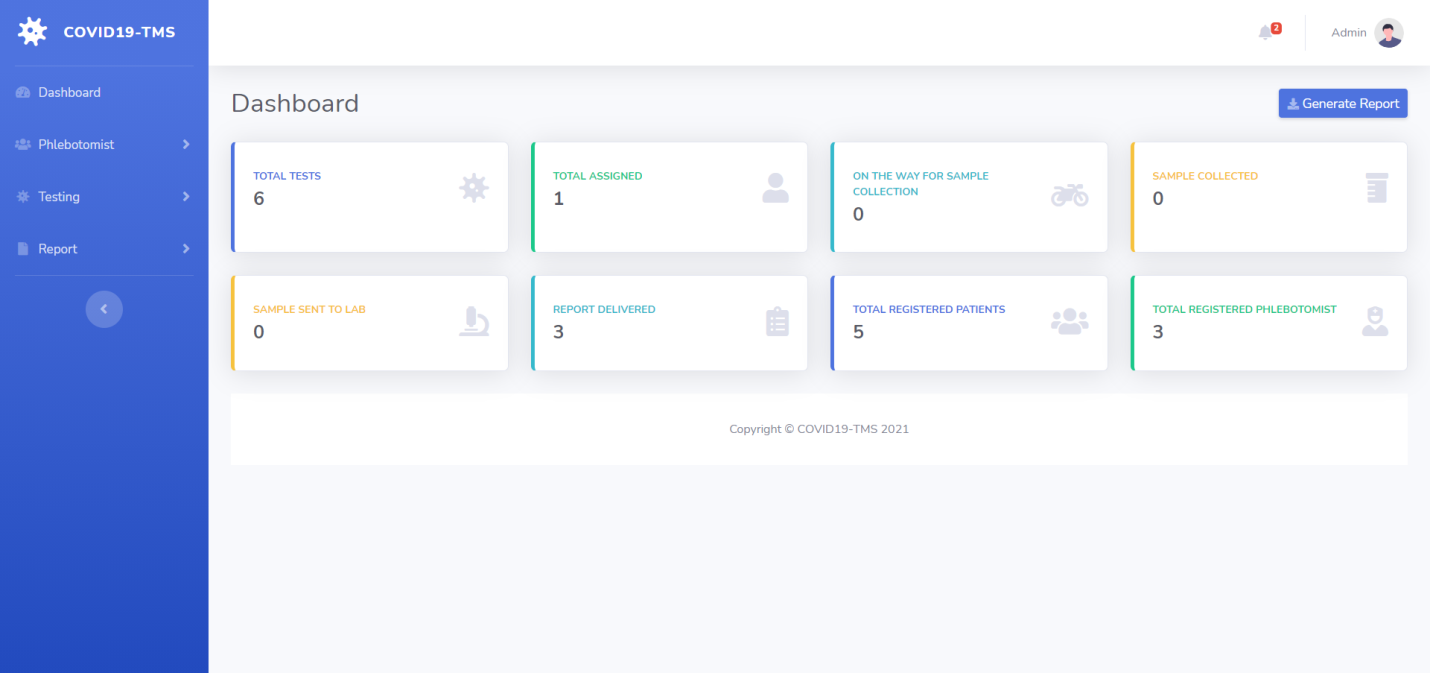 COVID19-TMS
2
Admin
Dashboard
Phlebotomist
Testing
Report
Dashboard
Generate Report
TOTAL TESTS
6
TOTAL ASSIGNED
1
ON THE WAY FOR SAMPLE
COLLECTION
0
SAMPLE COLLECTED
0
SAMPLE SENT TO LAB
0
REPORT DELIVERED
3
TOTAL REGISTERED PATIENTS
5
TOTAL REGISTERED PHLEBOTOMIST
3
Copyright © COVID19-TMS 2021